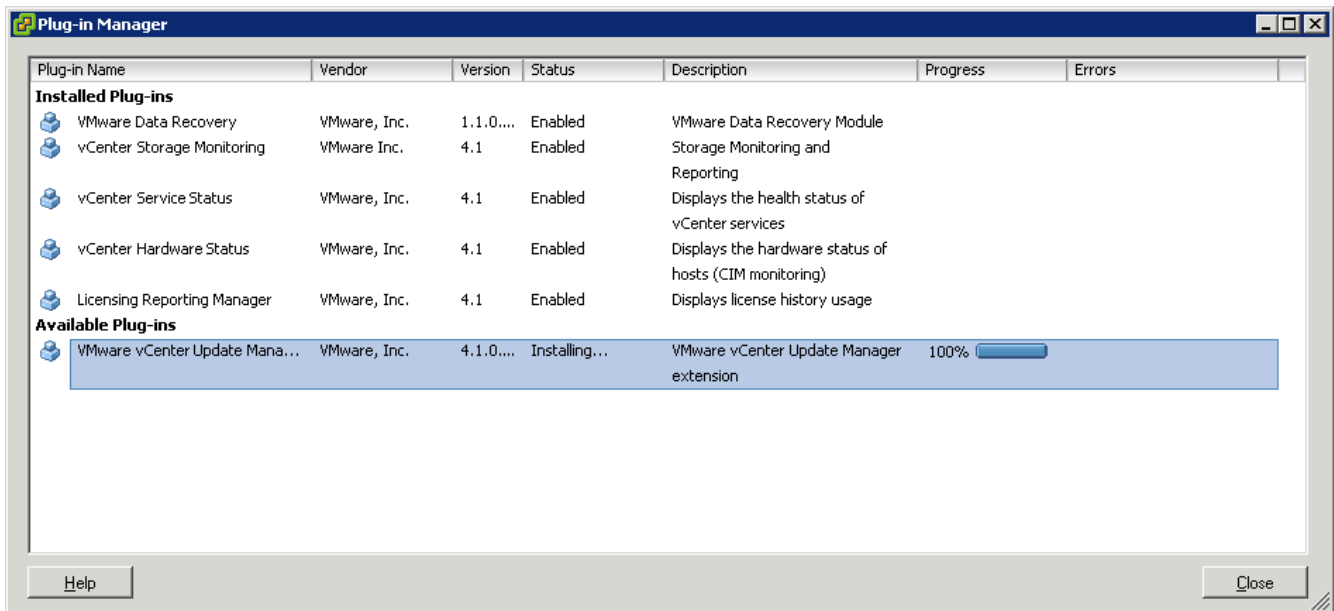 Plug-in Manager
Plug-in Name Vendor Version Status Description Progress Errors
Installed Plug-ins
VMware Data Recovery VMware, Inc. 1.1.0.... Enabled VMware Data Recovery Module
vCenter Storage Monitoring VMware Inc. 4.1 Enabled Storage Monitoring and
Reporting
vCenter Service Status VMware, Inc. 4.1 Enabled Displays the health status of
vCenter services
vCenter Hardware Status VMware, Inc. 4.1 Enabled Displays the hardware status of
hosts (CIM monitoring)
Licensing Reporting Manager VMware, Inc. 4.1 Enabled Displays license history usage
Available Plug-ins
VMware vCenter Update Mana... VMware, Inc. 4.1.0.... Installing... VMware vCenter Update Manager 100%
extension
Help Close